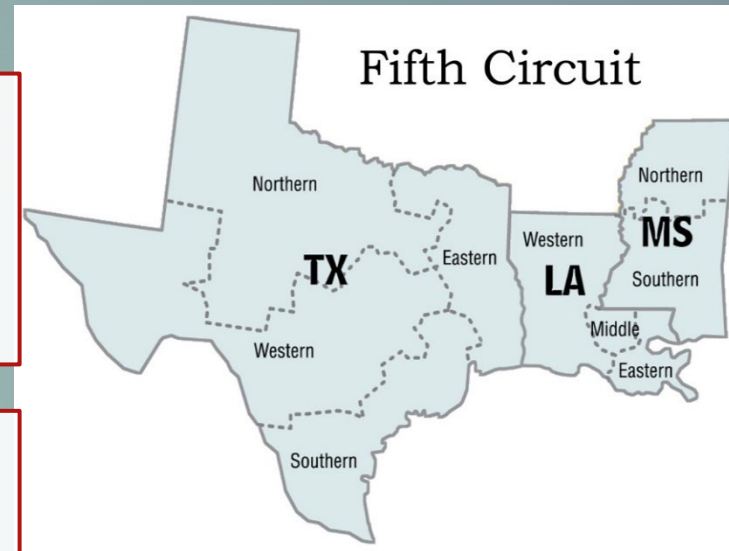 Fifth Circuit
Northern
TX
Eastern
Western
Southern
Western
LA
Middle
Eastern
Northern
MS
Southern